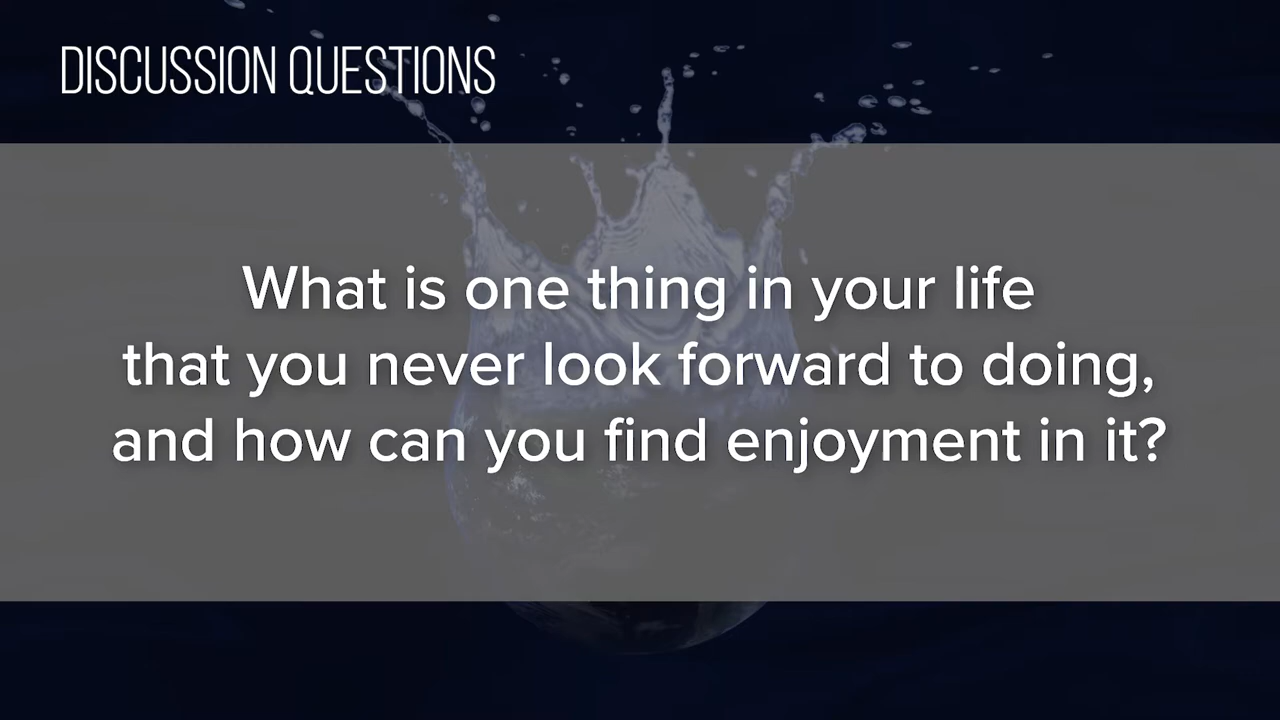 DISCUSSION QUESTIONS
What is one thing in your life
that you never look forward to doing,
and how can you find enjoyment in it?